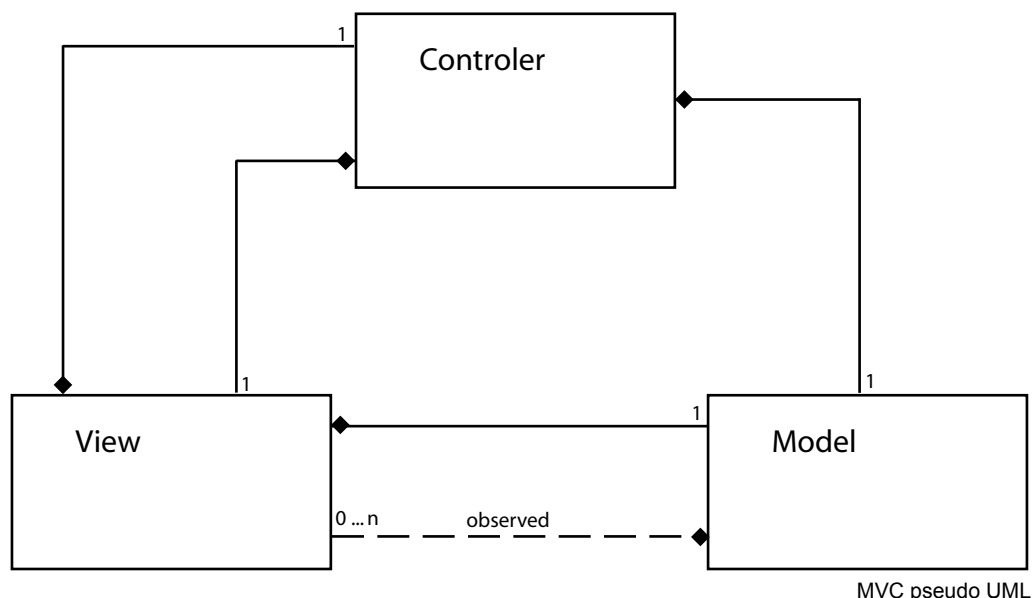 1
Controler
1
1
View
1
Model
0 ... n
observed
MVC pseudo UML